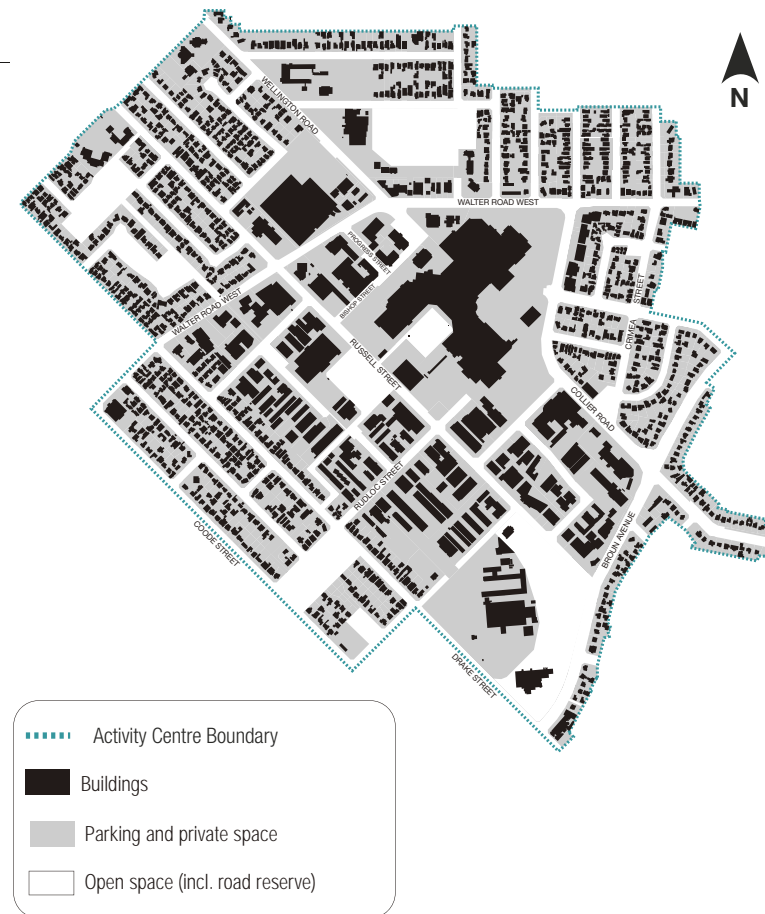 N
WELLINGTON ROAD
WALTER ROAD WEST
PROGRESS STREET
BISHOP STREET
CRIMEA
STREET
WALTER ROAD WEST
RUSSELL STREET
COLLIER ROAD
RUDLOC STREET
COODE STREET
BROUN AVENUE
DRAKE STREET
Activity Centre Boundary
Buildings
Parking and private space
Open space (incl. road reserve)